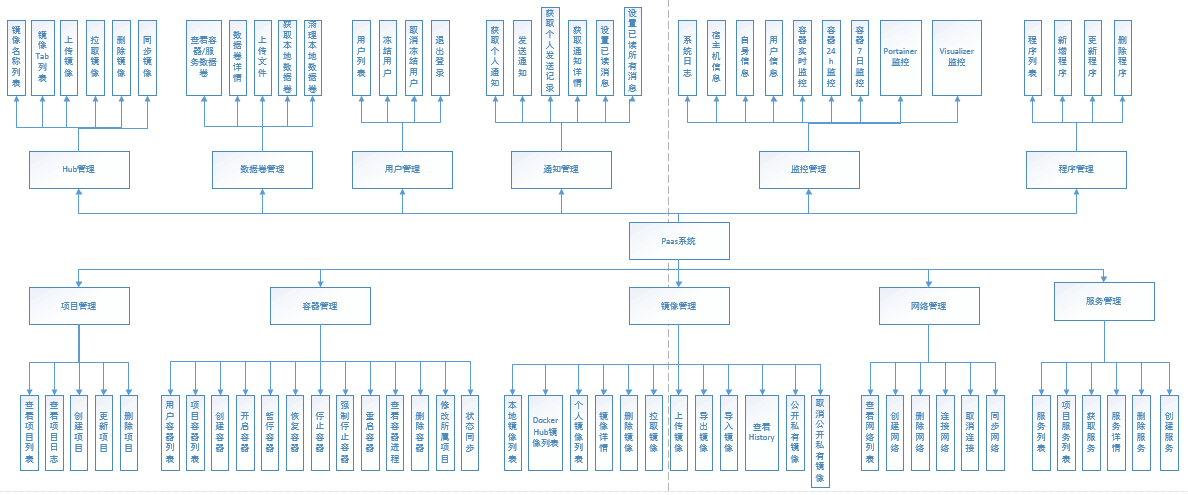 镜像名称列表
镜像Tab列表
上传镜像
拉取镜像
删除镜像
同步镜像
查看容器/服务数据卷
数据卷详情
上传文件
获取本地数据卷
清理本地数据卷
用户列表
冻结用户
取消冻结用户
退出登录
获取个人通知
发送通知
获取个人发送记录
获取通知详情
设置已读消息
设置已读所有消息
系统日志
宿主机信息
自身信息
用户信息
容器实时监控
容器24h监控
容器7日监控
Portainer监控
Visualizer监控
程序列表
新增程序
更新程序
删除程序
Hub管理
数据卷管理
用户管理
通知管理
监控管理
程序管理
Paas系统
项目管理
容器管理
镜像管理
网络管理
服务管理
查看项目列表
查看项目日志
创建项目
更新项目
删除项目
用户容器列表
项目容器列表
创建容器
开启容器
暂停容器
恢复容器
停止容器
强制停止容器
重启容器
查看容器进程
删除容器
修改所属项目
状态同步
本地镜像列表
Docker Hub镜像列表
个人镜像列表
镜像详情
删除镜像
拉取镜像
上传镜像
导出镜像
导入镜像
查看History
公开私有镜像
取消公开私有镜像
查看网络列表
创建网络
删除网络
连接网络
取消连接
同步网络
服务列表
项目服务列表
获取服务
服务详情
删除服务
创建服务